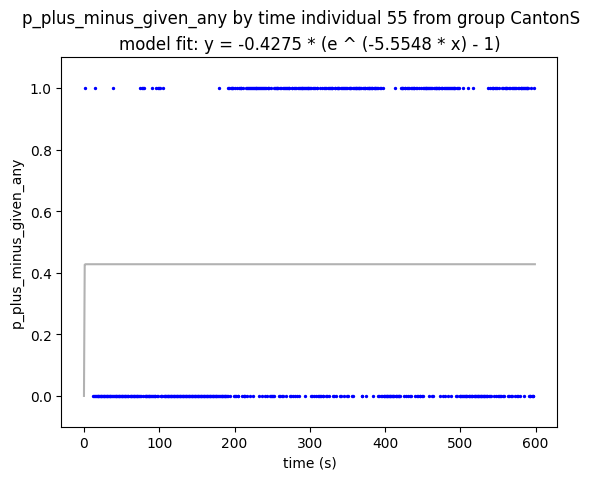 p_plus_minus_given_any by time individual 55 from group CantonS
model fit: y = -0.4275 * (e ^ (-5.5548 * x) - 1)
1.0
0.8
0.6
0.4
0.2
0.0
p_plus_minus_given_any
0 100 200 300 400 500 600
time (s)